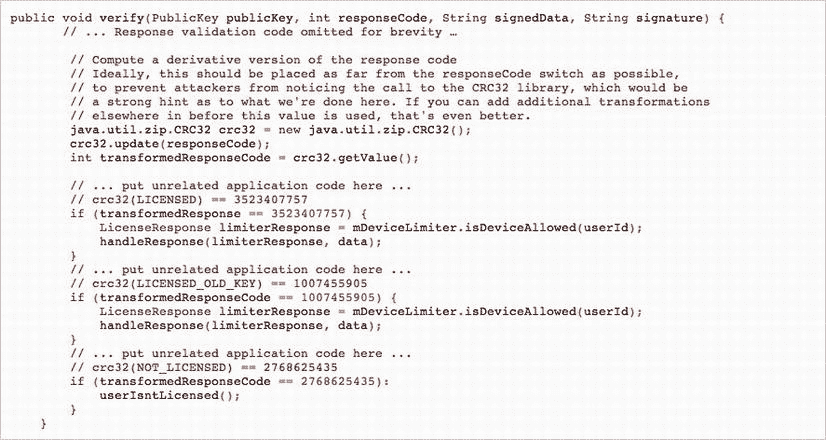 public void verify(PublicKey publicKey, int responseCode, String signedData, String signature) {
// ... Response validation code omitted for brevity …
// Compute a derivative version of the response code
// Ideally, this should be placed as far from the responseCode switch as possible,
// to prevent attackers from noticing the call to the CRC32 library, which would be
// a strong hint as to what we're done here. If you can add additional transformations
// elsewhere in before this value is used, that's even better.
java.util.zip.CRC32 crc32 = new java.util.zip.CRC32();
crc32.update(responseCode);
int transformedResponseCode = crc32.getValue();
// ... put unrelated application code here ...
// crc32(LICENSED) == 3523407757
if (transformedResponse == 3523407757) {
LicenseResponse limiterResponse = mDeviceLimiter.isDeviceAllowed(userId);
handleResponse(limiterResponse, data);
}
// ... put unrelated application code here ...
// crc32(LICENSED_OLD_KEY) == 1007455905
if (transformedResponseCode == 1007455905) {
LicenseResponse limiterResponse = mDeviceLimiter.isDeviceAllowed(userId);
handleResponse(limiterResponse, data);
}
// ... put unrelated application code here ...
// crc32(NOT_LICENSED) == 2768625435
if (transformedResponseCode == 2768625435):
userIsntLicensed();
}
}